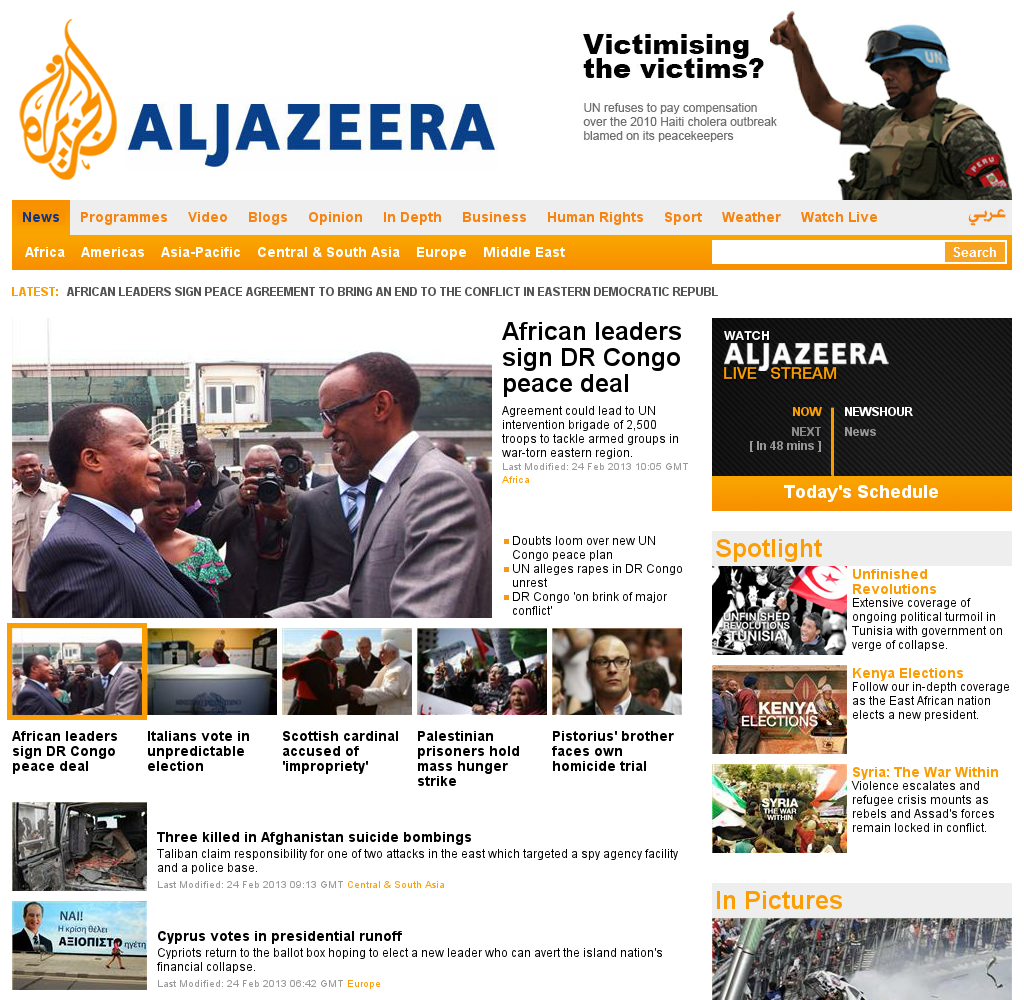 ALJAZEERA
Victimising
the victims?
UN refuses to pay compensation
over the 2010 Haiti cholera outbreak
blamed on its peacekeepers
UN
PERU
News Programmes Video Blogs Opinion In Depth Business Human Rights Sport Weather Watch Live عربي
Africa Americas Asia-Pacific Central & South Asia Europe Middle East Search
LATEST: AFRICAN LEADERS SIGN PEACE AGREEMENT TO BRING AN END TO THE CONFLICT IN EASTERN DEMOCRATIC REPUBL
African leaders
sign DR Congo
peace deal
Agreement could lead to UN
intervention brigade of 2,500
troops to tackle armed groups in
war-torn eastern region.
Last Modified: 24 Feb 2013 10:05 GMT
Africa
Doubts loom over new UN
Congo peace plan
UN alleges rapes in DR Congo
unrest
DR Congo 'on brink of major
conflict'
African leaders
sign DR Congo
peace deal
Italians vote in
unpredictable
election
Scottish cardinal
accused of
'impropriety'
Palestinian
prisoners hold
mass hunger
strike
Pistorius' brother
faces own
homicide trial
Three killed in Afghanistan suicide bombings
Taliban claim responsibility for one of two attacks in the east which targeted a spy agency facility
and a police base.
Last Modified: 24 Feb 2013 09:13 GMT Central & South Asia
ΝΑΙ!
Η κρίση θέλει
ΑΞΙΟΠΙΣΤΟ ηγέτη
Cyprus votes in presidential runoff
Cypriots return to the ballot box hoping to elect a new leader who can avert the island nation's
financial collapse.
Last Modified: 24 Feb 2013 06:42 GMT Europe
WATCH
ALJAZEERA
LIVE STREAM
NOW NEWSHOUR
NEXT News
[ In 48 mins ]
Today's Schedule
Spotlight
UNFINISHED
REVOLUTIONS
TUNISIA
Unfinished
Revolutions
Extensive coverage of
ongoing political turmoil in
Tunisia with government on
verge of collapse.
KENYA
ELECTIONS
Kenya Elections
Follow our in-depth coverage
as the East African nation
elects a new president.
SYRIA
THE WAR
WITHIN
Syria: The War Within
Violence escalates and
refugee crisis mounts as
rebels and Assad's forces
remain locked in conflict.
In Pictures